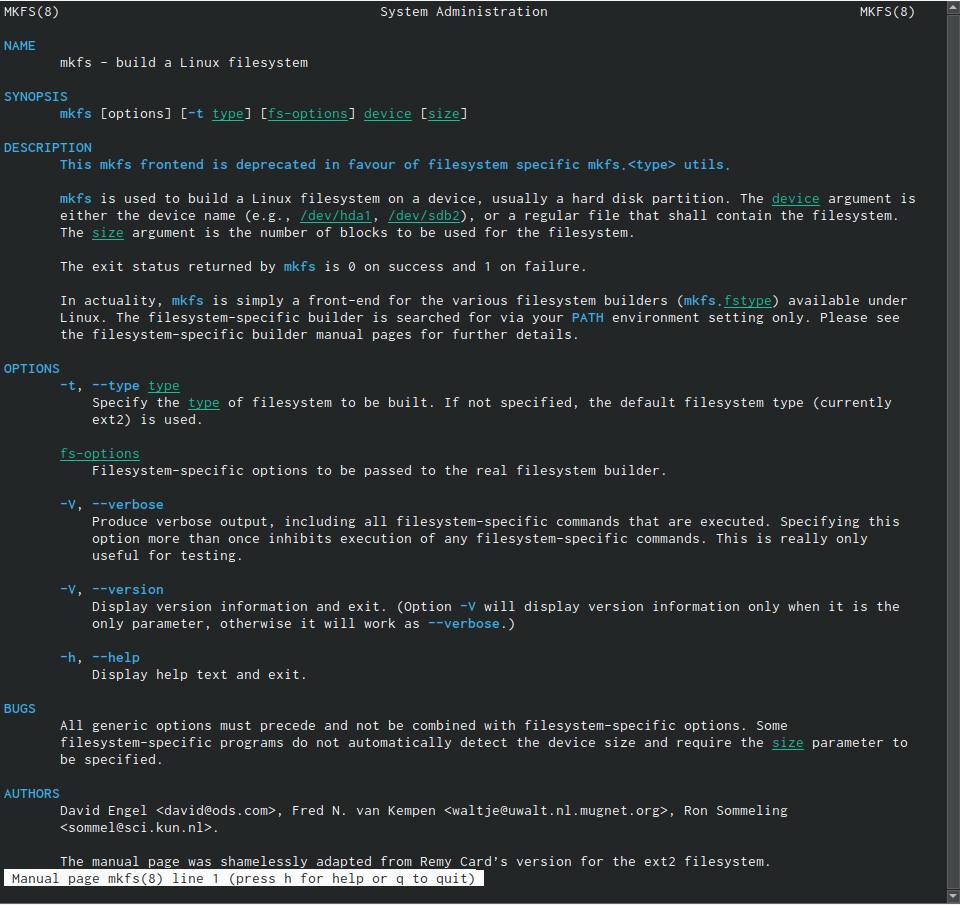 MKFS(8) System Administration MKFS(8)
NAME
mkfs - build a Linux filesystem
SYNOPSIS
mkfs [options] [-t type] [fs-options] device [size]
DESCRIPTION
This mkfs frontend is deprecated in favour of filesystem specific mkfs.<type> utils.
mkfs is used to build a Linux filesystem on a device, usually a hard disk partition. The device argument is
either the device name (e.g., /dev/hda1, /dev/sdb2), or a regular file that shall contain the filesystem.
The size argument is the number of blocks to be used for the filesystem.
The exit status returned by mkfs is 0 on success and 1 on failure.
In actuality, mkfs is simply a front-end for the various filesystem builders (mkfs.fstype) available under
Linux. The filesystem-specific builder is searched for via your PATH environment setting only. Please see
the filesystem-specific builder manual pages for further details.
OPTIONS
-t, --type type
Specify the type of filesystem to be built. If not specified, the default filesystem type (currently
ext2) is used.
fs-options
Filesystem-specific options to be passed to the real filesystem builder.
-V, --verbose
Produce verbose output, including all filesystem-specific commands that are executed. Specifying this
option more than once inhibits execution of any filesystem-specific commands. This is really only
useful for testing.
-V, --version
Display version information and exit. (Option -V will display version information only when it is the
only parameter, otherwise it will work as --verbose.)
-h, --help
Display help text and exit.
BUGS
All generic options must precede and not be combined with filesystem-specific options. Some
filesystem-specific programs do not automatically detect the device size and require the size parameter to
be specified.
AUTHORS
David Engel <david@ods.com>, Fred N. van Kempen <waltje@uwalt.nl.mugnet.org>, Ron Sommeling
<sommel@sci.kun.nl>.
The manual page was shamelessly adapted from Remy Card's version for the ext2 filesystem.
Manual page mkfs(8) line 1 (press h for help or q to quit)